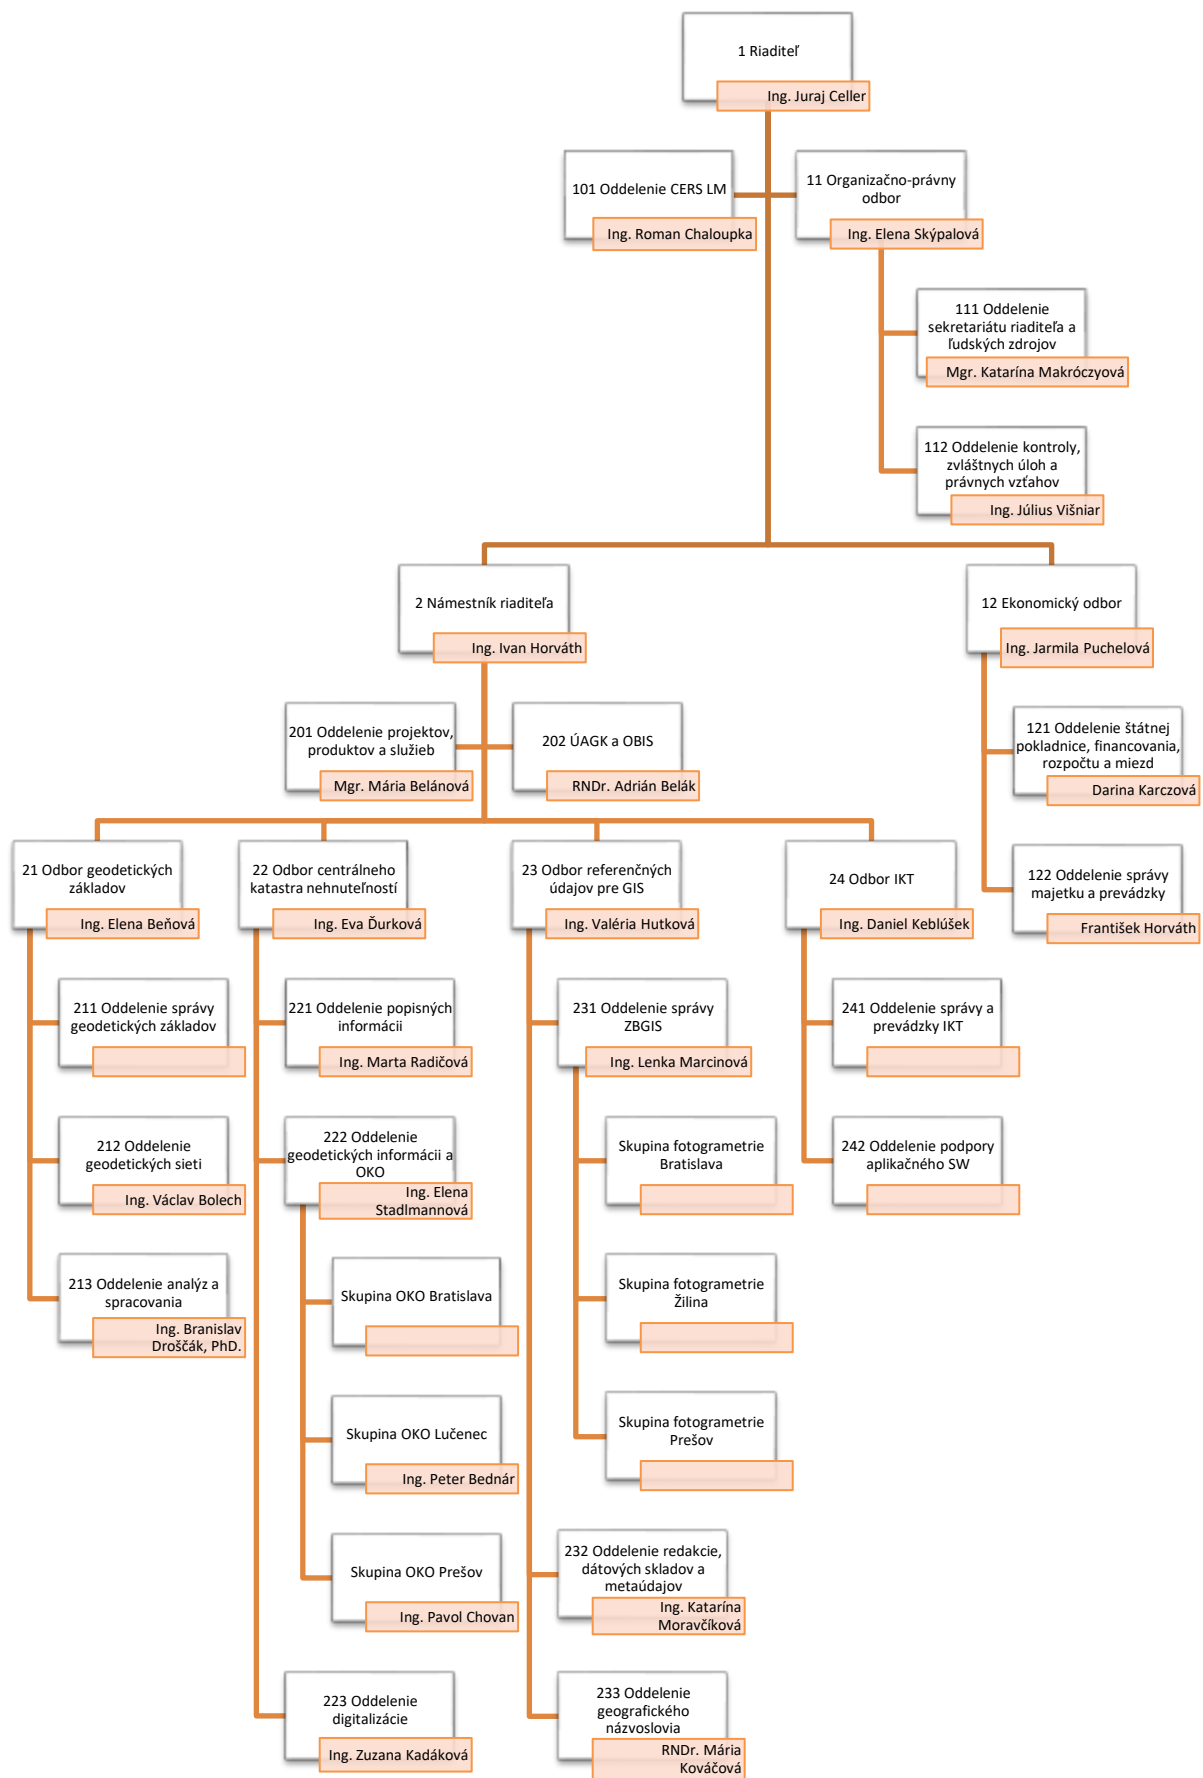 1 Riaditeľ
Ing. Juraj Celler
101 Oddelenie CERS LM
Ing. Roman Chaloupka
11 Organizačno-právny
odbor
Ing. Elena Skýpalová
111 Oddelenie
sekretariátu riaditeľa a
ľudských zdrojov
Mgr. Katarína Makróczyová
112 Oddelenie kontroly,
zvláštnych úloh a
právnych vzťahov
Ing. Július Višniar
2 Námestník riaditeľa
Ing. Ivan Horváth
12 Ekonomický odbor
Ing. Jarmila Puchelová
201 Oddelenie projektov,
produktov a služieb
Mgr. Mária Belánová
202 ÚAGK a OBIS
RNDr. Adrián Belák
121 Oddelenie štátnej
pokladnice, financovania,
rozpočtu a miezd
Darina Karczová
122 Oddelenie správy
majetku a prevádzky
František Horváth
21 Odbor geodetických
základov
Ing. Elena Beňová
211 Oddelenie správy
geodetických základov
212 Oddelenie
geodetických sieti
Ing. Václav Bolech
213 Oddelenie analýz a
spracovania
Ing. Branislav
Droščák, PhD.
22 Odbor centrálneho
katastra nehnuteľností
Ing. Eva Ďurková
221 Oddelenie popisných
informácii
Ing. Marta Radičová
222 Oddelenie
geodetických informácii a
OKO
Ing. Elena
Stadlmannová
Skupina OKO Bratislava
Skupina OKO Lučenec
Ing. Peter Bednár
Skupina OKO Prešov
Ing. Pavol Chovan
223 Oddelenie
digitalizácie
Ing. Zuzana Kadáková
23 Odbor referenčných
údajov pre GIS
Ing. Valéria Hutková
231 Oddelenie správy
ZBGIS
Ing. Lenka Marcinová
Skupina fotogrametrie
Bratislava
Skupina fotogrametrie
Žilina
Skupina fotogrametrie
Prešov
232 Oddelenie redakcie,
dátových skladov a
metaúdajov
Ing. Katarína
Moravčíková
233 Oddelenie
geografického
názvoslovia
RNDr. Mária
Kováčová
24 Odbor IKT
Ing. Daniel Keblúšek
241 Oddelenie správy a
prevádzky IKT
242 Oddelenie podpory
aplikačného SW